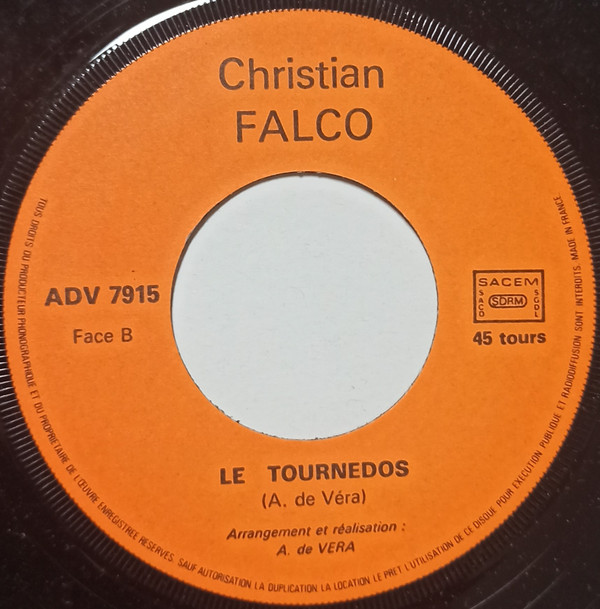 Christian
FALCO
ADV 7915
Face B
SACEM
SACD
SDRM
SGDL
45 tours
LE TOURNEDOS
(A. de Véra)
Arrangement et réalisation :
A. de VERA
TOUS DROITS DU PRODUCTEUR PHONOGRAPHIQUE ET DU PROPRIETAIRE DE L'ŒUVRE ENREGISTREE RESERVES. SAUF AUTORISATION LA DUPLICATION, LA LOCATION, LE PRET, L'UTILISATION DE CE DISQUE POUR EXECUTION PUBLIQUE ET RADIODIFFUSION SONT INTERDITS. MADE IN FRANCE.